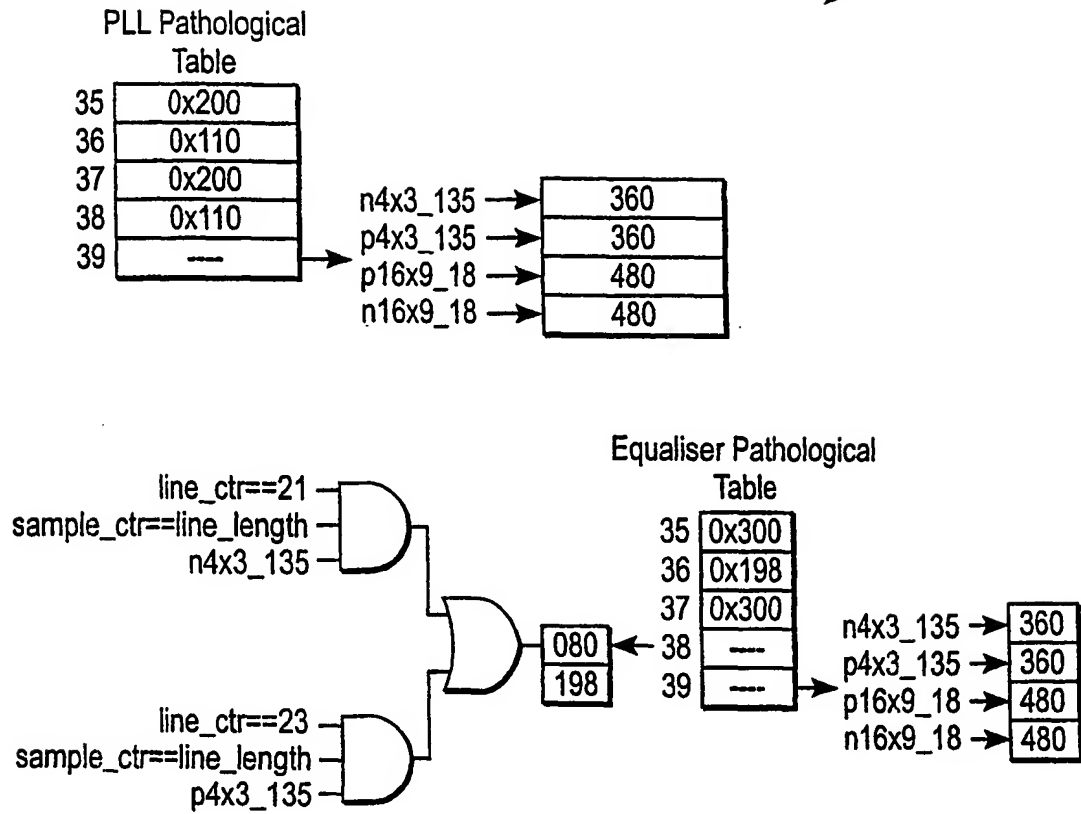 PLL Pathological
Table
35 0x200
36 0x110
37 0x200
38 0x110
39 ----
n4x3_135 360
p4x3_135 360
p16x9_18 480
n16x9_18 480
line_ctr==21
sample_ctr==line_length
n4x3_135
line_ctr==23
sample_ctr==line_length
p4x3_135
080
198
Equaliser Pathological
Table
35 0x300
36 0x198
37 0x300
38 ----
39 ----
n4x3_135 360
p4x3_135 360
p16x9_18 480
n16x9_18 480